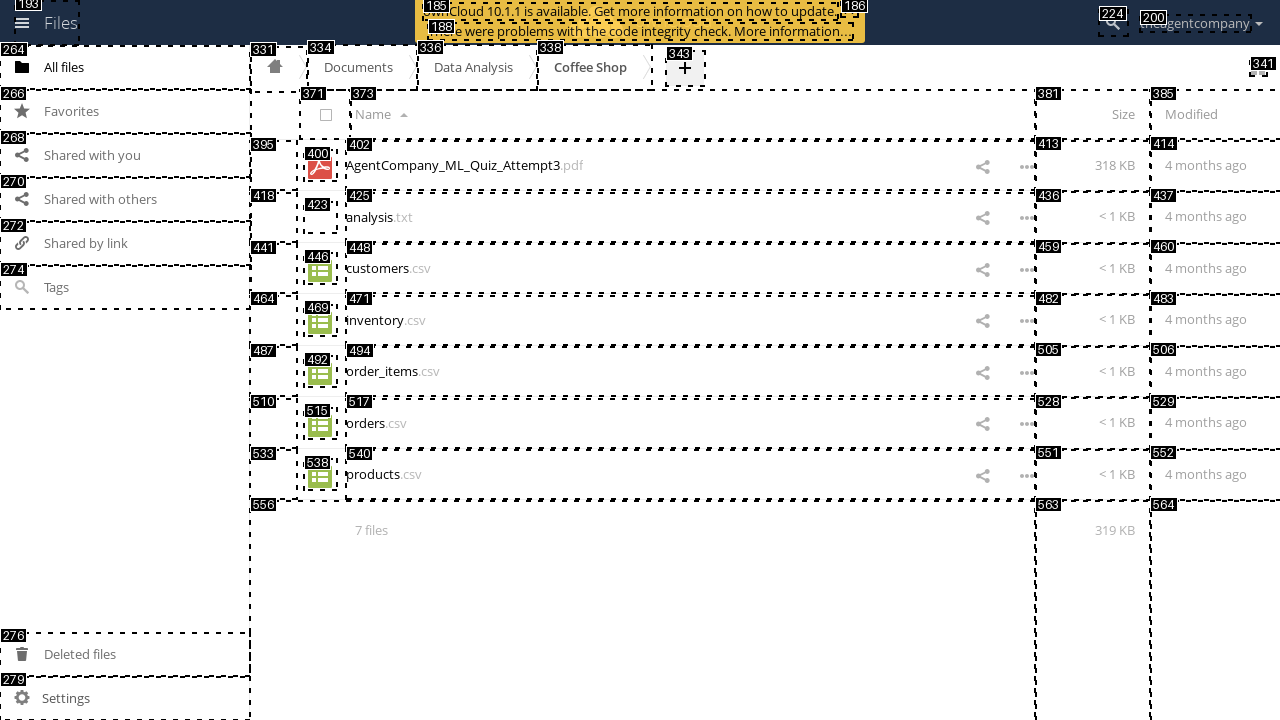 193
Files
185
ownCloud 10.1.1 is available. Get more information on how to update.
186
188
were problems with the code integrity check. More information…
224
200
theagentcompany
264
All files
266
Favorites
268
Shared with you
270
Shared with others
272
Shared by link
274
Tags
276
Deleted files
279
Settings
331
334
Documents
336
Data Analysis
338
Coffee Shop
343
+
341
371
373
Name
381
Size
385
Modified
395
400
402
AgentCompany_ML_Quiz_Attempt3.pdf
413
318 KB
414
4 months ago
418
423
425
analysis.txt
436
< 1 KB
437
4 months ago
441
446
448
customers.csv
459
< 1 KB
460
4 months ago
464
469
471
inventory.csv
482
< 1 KB
483
4 months ago
487
492
494
order_items.csv
505
< 1 KB
506
4 months ago
510
515
517
orders.csv
528
< 1 KB
529
4 months ago
533
538
540
products.csv
551
< 1 KB
552
4 months ago
556
7 files
563
319 KB
564